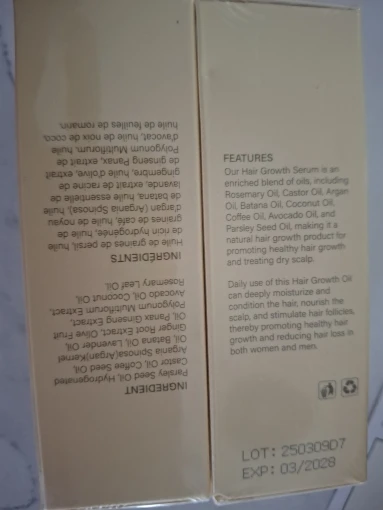 FEATURES
Our Hair Growth Serum is an
enriched blend of oils, including
Rosemary Oil, Castor Oil, Argan
Oil, Batana Oil, Coconut Oil,
Coffee Oil, Avocado Oil, and
Parsley Seed Oil, making it a
natural hair growth product for
promoting healthy hair growth
and treating dry scalp.
Daily use of this Hair Growth Oil
can deeply moisturize and
condition the hair, nourish the
scalp, and stimulate hair follicles,
thereby promoting healthy hair
growth and reducing hair loss in
both women and men.
LOT: 250309D7
EXP: 03/2028
INGREDIENT
Parsley Seed Oil, Hydrogenated
Castor Oil, Coffee Seed Oil,
Argania Spinosa(Argan)Kernel
Oil, Batana Oil, Lavender Oil,
Ginger Root Extract, Olive Fruit
Oil, Panax Ginseng Extract,
Polygonum Multiflorum Extract,
Avocado Oil, Coconut Oil,
Rosemary Leaf Oil.
INGRÉDIENTS
Huile graines de persil, huile
de ricin hydrogénée, huile de
graines de café, huile de noyau
d'argan (Argania Spinosa), huile
de batana, huile essentielle de
lavande, extrait de racine de
gingembre, huile d'olive, extrait
de ginseng Panax, extrait de
Polygonum Multiflorum, huile
d'avocat, huile de noix de coco,
huile de feuilles de romarin.